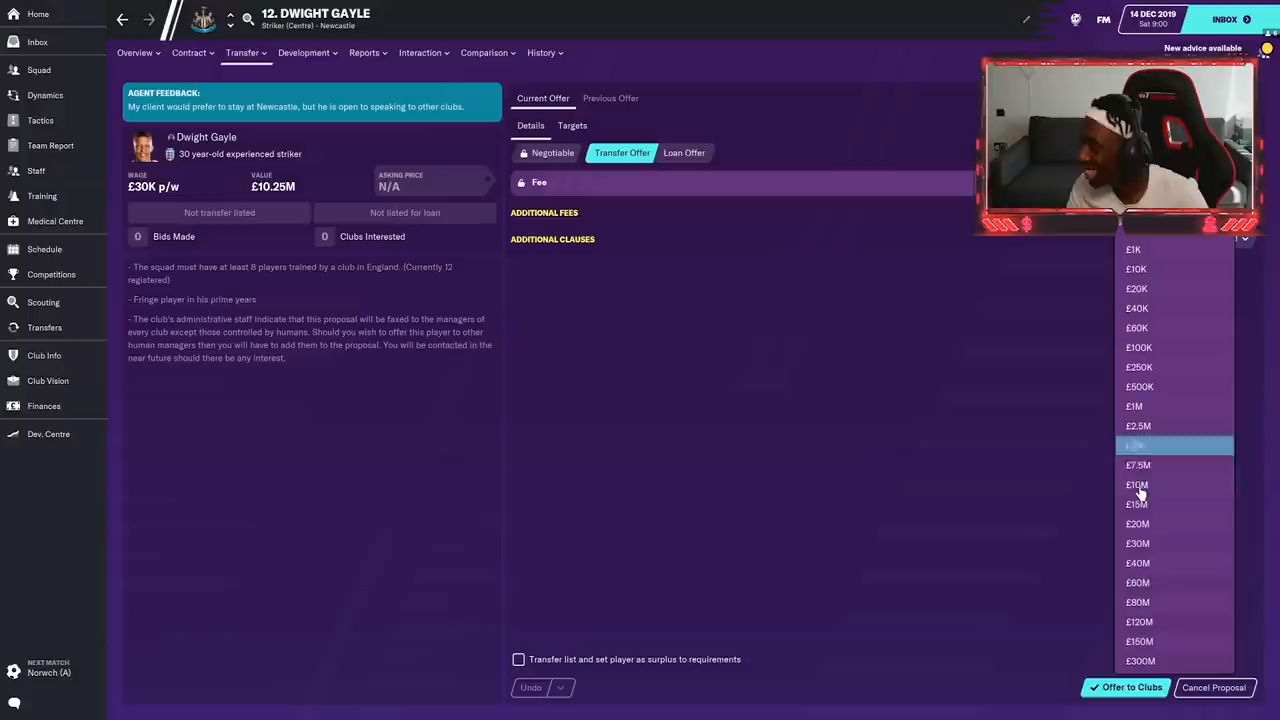 12. DWIGHT GAYLE
Striker (Centre) - Newcastle
FM
14 DEC 2019
Sat 9:00
INBOX
6
New advice available
Home
Inbox
Squad
Dynamics
Tactics
Team Report
Staff
Training
Medical Centre
Schedule
Competitions
Scouting
Transfers
Club Info
Club Vision
Finances
Dev. Centre
NEXT MATCH
Norwich (A)
Overview
Contract
Transfer
Development
Reports
Interaction
Comparison
History
AGENT FEEDBACK:
My client would prefer to stay at Newcastle, but he is open to speaking to other clubs.
Dwight Gayle
30 year-old experienced striker
WAGE
£30K p/w
VALUE
£10.25M
ASKING PRICE
N/A
Not transfer listed
Not listed for loan
0 Bids Made
0 Clubs Interested
- The squad must have at least 8 players trained by a club in England. (Currently 12
registered)
- Fringe player in his prime years
- The club's administrative staff indicate that this proposal will be faxed to the managers of
every club except those controlled by humans. Should you wish to offer this player to other
human managers then you will have to add them to the proposal. You will be contacted in the
near future should there be any interest.
Current Offer
Previous Offer
Details
Targets
Negotiable
Transfer Offer
Loan Offer
Fee
ADDITIONAL FEES
ADDITIONAL CLAUSES
£1K
£10K
£20K
£40K
£60K
£100K
£250K
£500K
£1M
£2.5M
£7.5M
£10M
£15M
£20M
£30M
£40M
£60M
£80M
£120M
£150M
£300M
Transfer list and set player as surplus to requirements
Undo
Offer to Clubs
Cancel Proposal